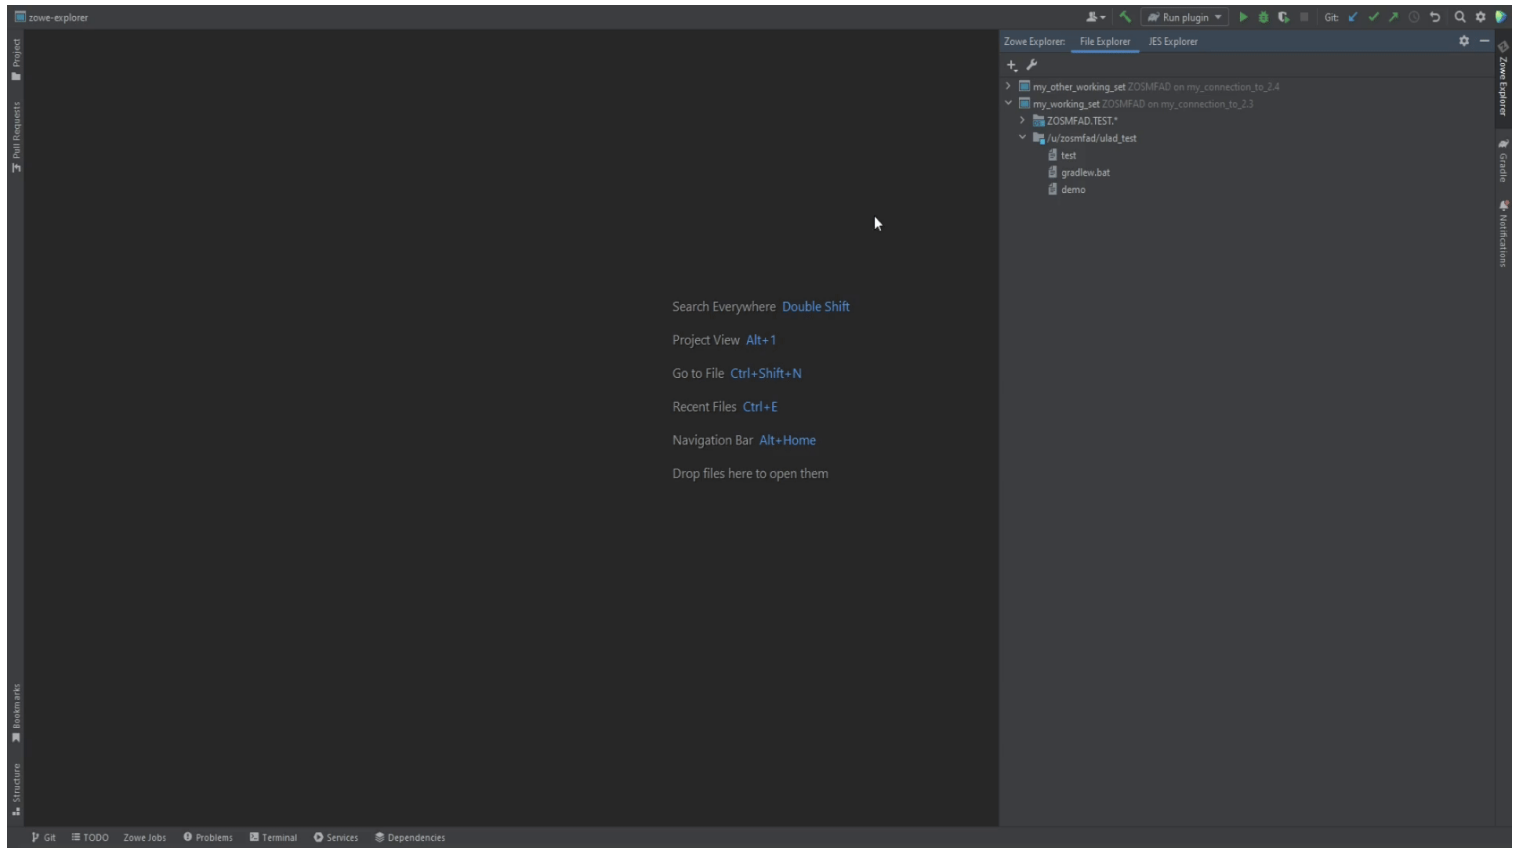 zowe-explorer
Run plugin
Git:
Project
Pull Requests
Bookmarks
Structure
Search Everywhere Double Shift
Project View Alt+1
Go to File Ctrl+Shift+N
Recent Files Ctrl+E
Navigation Bar Alt+Home
Drop files here to open them
Zowe Explorer: File Explorer JES Explorer
my_other_working_set ZOSMFAD on my_connection_to_2.4
my_working_set ZOSMFAD on my_connection_to_2.3
ZOSMFAD.TEST.*
/u/zosmfad/ulad_test
test
gradlew.bat
demo
Zowe Explorer
Gradle
Notifications
Git TODO Zowe Jobs Problems Terminal Services Dependencies